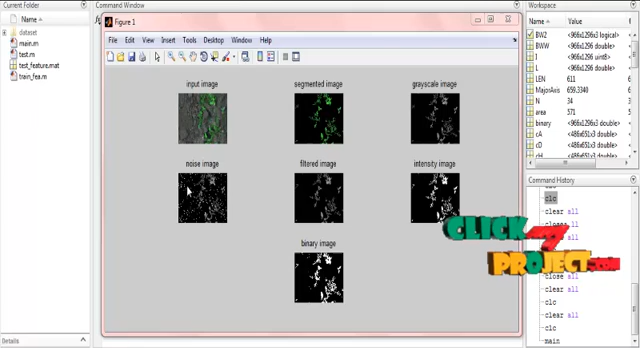 Current Folder
Name
dataset
main.m
test.m
test_feature.mat
train_fea.m
Details
Command Window
Figure 1
File Edit View Insert Tools Desktop Window Help
input image
segmented image
grayscale image
noise image
filtered image
intensity image
binary image
Workspace
Name Value
BW2 <966x1296x3 logical>
BWW <966x1296 double>
I <966x1296x3 uint8>
L <966x1296 double>
LEN 611
MajorAxis 659.3340
N 34
area 571
binary <966x1296x3 double>
cA <486x651x3 double>
cD <486x651x3 double>
cH
Command History
clc
clear all
clear all
close all
clear all
clc
clear all
clc
main
CLICK
PROJECT.com